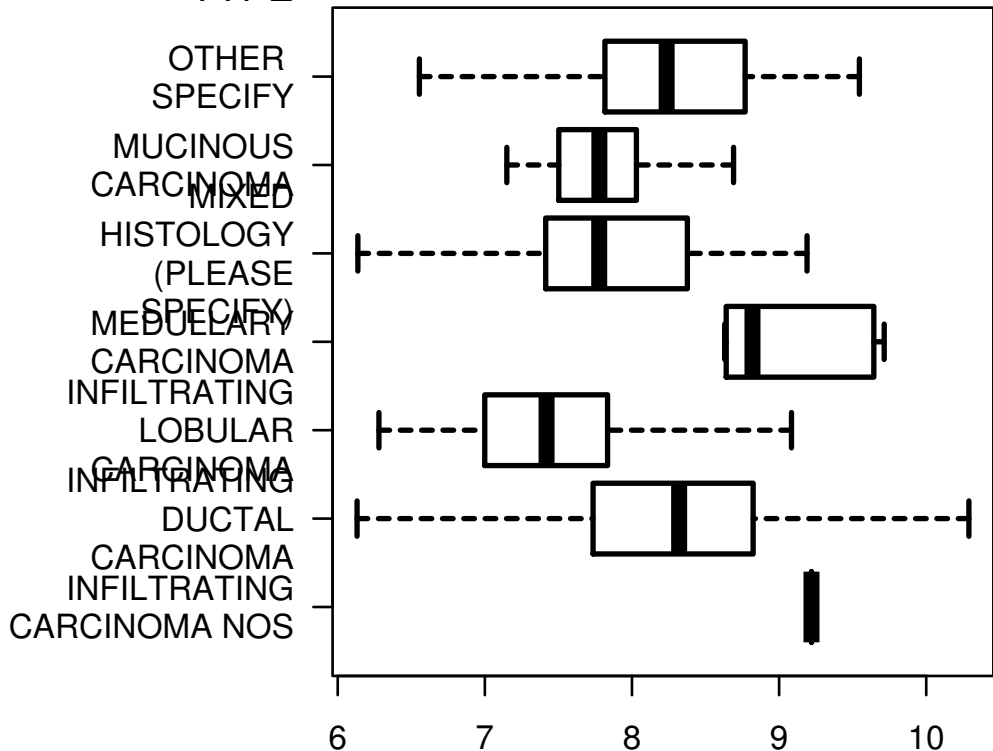 OTHER
SPECIFY
MUCINOUS
CARCINOMA
MIXED
HISTOLOGY
(PLEASE
SPECIFY)
MEDULLARY
CARCINOMA
INFILTRATING
LOBULAR
CARCINOMA
INFILTRATING
DUCTAL
CARCINOMA
INFILTRATING
CARCINOMA NOS
6 7 8 9 10